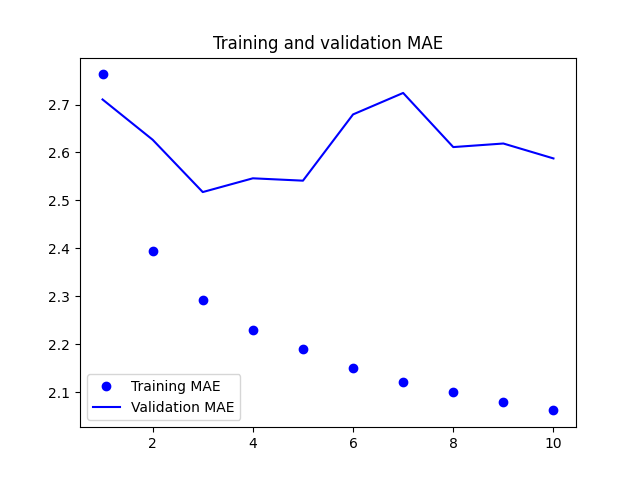 Training and validation MAE
2.7
2.6
2.5
2.4
2.3
2.2
2.1
Training MAE
Validation MAE
2 4 6 8 10